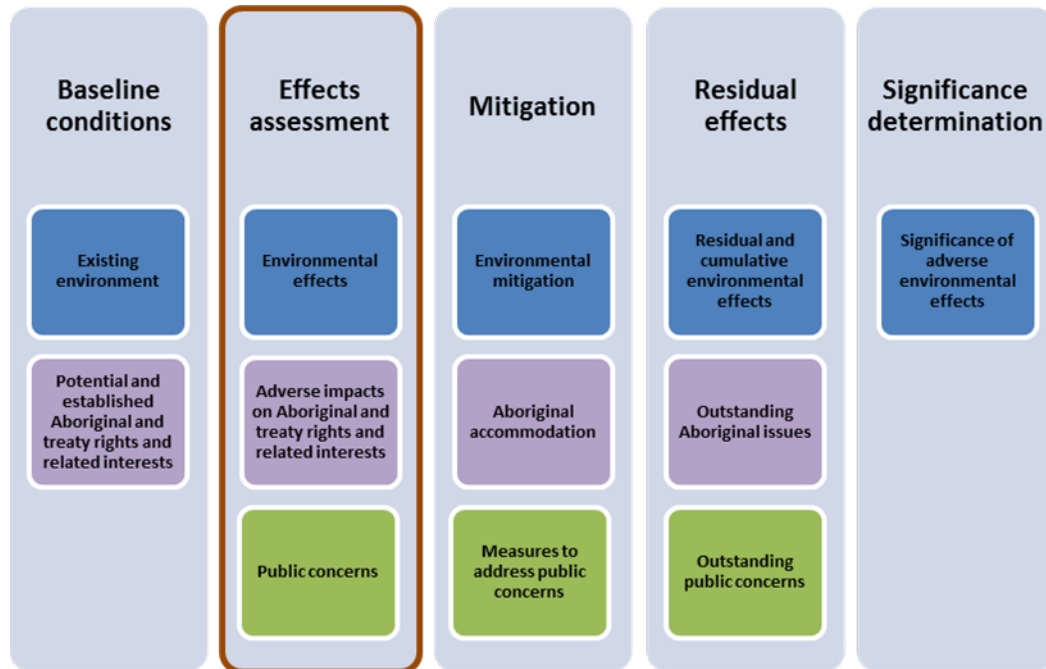 Baseline
conditions
Existing
environment
Potential and
established
Aboriginal and
treaty rights and
related interests
Effects
assessment
Environmental
effects
Adverse impacts
on Aboriginal and
treaty rights and
related interests
Public concerns
Mitigation
Environmental
mitigation
Aboriginal
accommodation
Measures to
address public
concerns
Residual
effects
Residual and
cumulative
environmental
effects
Outstanding
Aboriginal issues
Outstanding
public concerns
Significance
determination
Significance of
adverse
environmental
effects